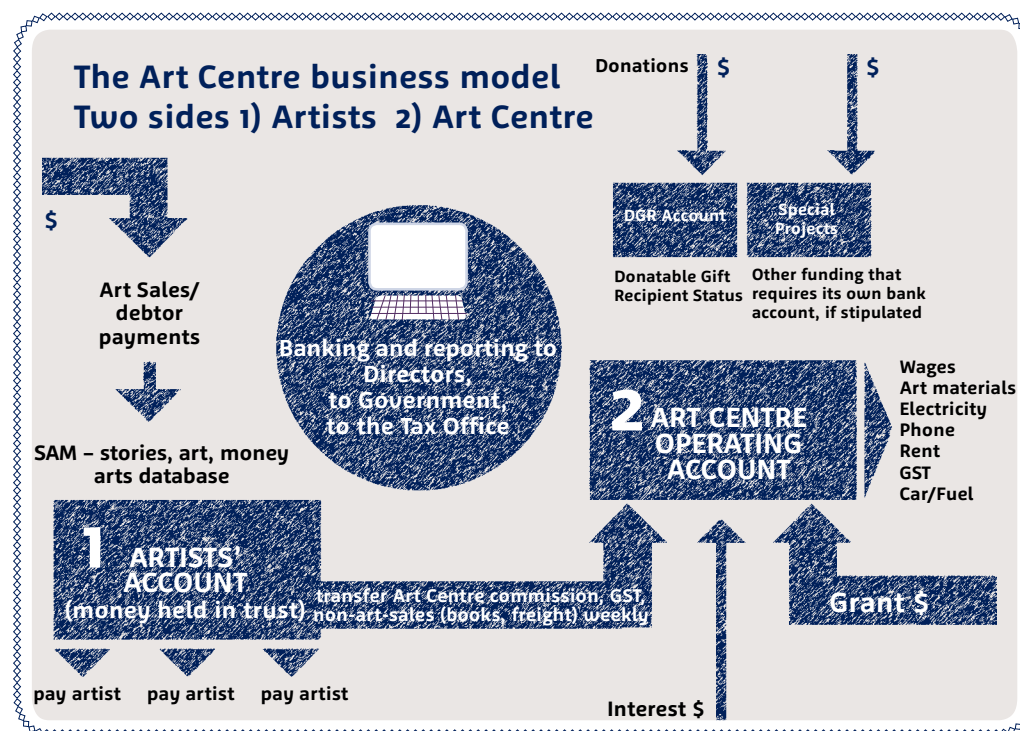 The Art Centre business model
Two sides 1) Artists 2) Art Centre
Donations
$
$
DGR Account
Special
Projects
Donatable Gift
Recipient Status
Other funding that
requires its own bank
account, if stipulated
$
Art Sales/
debtor
payments
SAM – stories, art, money
arts database
Banking and reporting to
Directors,
to Government,
to the Tax Office
1 ARTISTS'
ACCOUNT
(money held in trust)
transfer Art Centre commission, GST,
non-art-sales (books, freight) weekly
pay artist
pay artist
pay artist
2 ART CENTRE
OPERATING
ACCOUNT
Wages
Art materials
Electricity
Phone
Rent
GST
Car/Fuel
Grant $
Interest $